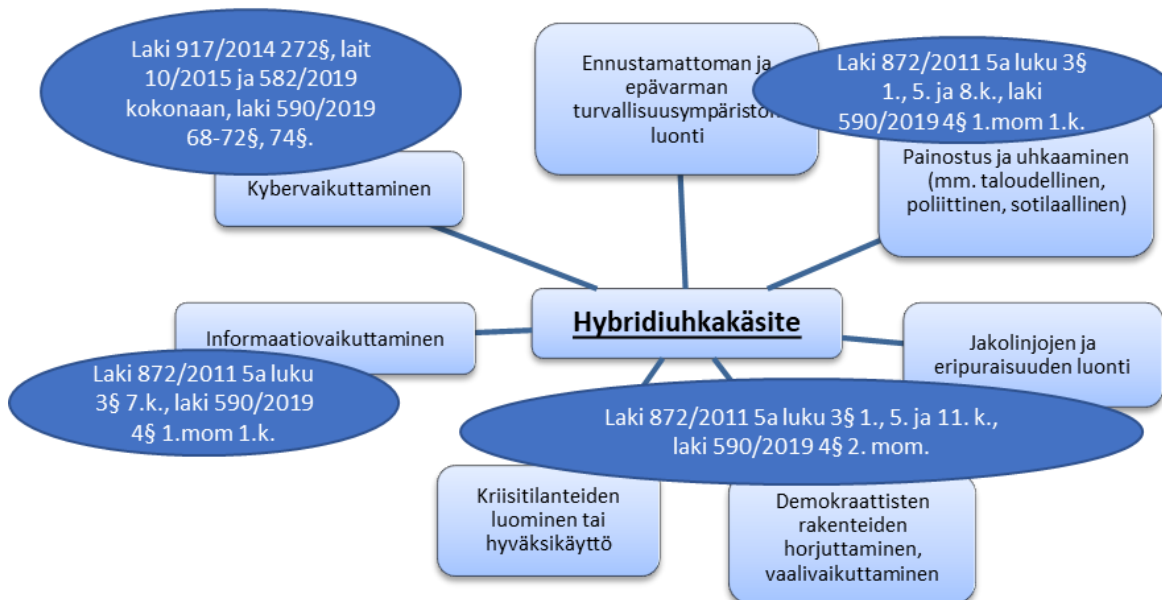 Laki 917/2014 272§, lait
10/2015 ja 582/2019
kokonaan, laki 590/2019
68-72§, 74§.
Kybervaikuttaminen
Ennustamattoman ja
epävarman
turvallisuusympäristön
luonti
Laki 872/2011 5a luku 3§
1., 5. ja 8.k., laki
590/2019 4§ 1.mom 1.k.
Painostus ja uhkaaminen
(mm. taloudellinen,
poliittinen, sotilaallinen)
Hybridiuhkakäsite
Informaatiovaikuttaminen
Laki 872/2011 5a luku
3§ 7.k., laki 590/2019
4§ 1.mom 1.k.
Jakolinjojen ja
eripuraisuuden luonti
Laki 872/2011 5a luku 3§ 1., 5. ja 11. k.,
laki 590/2019 4§ 2. mom.
Kriisitilanteiden
luominen tai
hyväksikäyttö
Demokraattisten
rakenteiden
horjuttaminen,
vaalivaikuttaminen